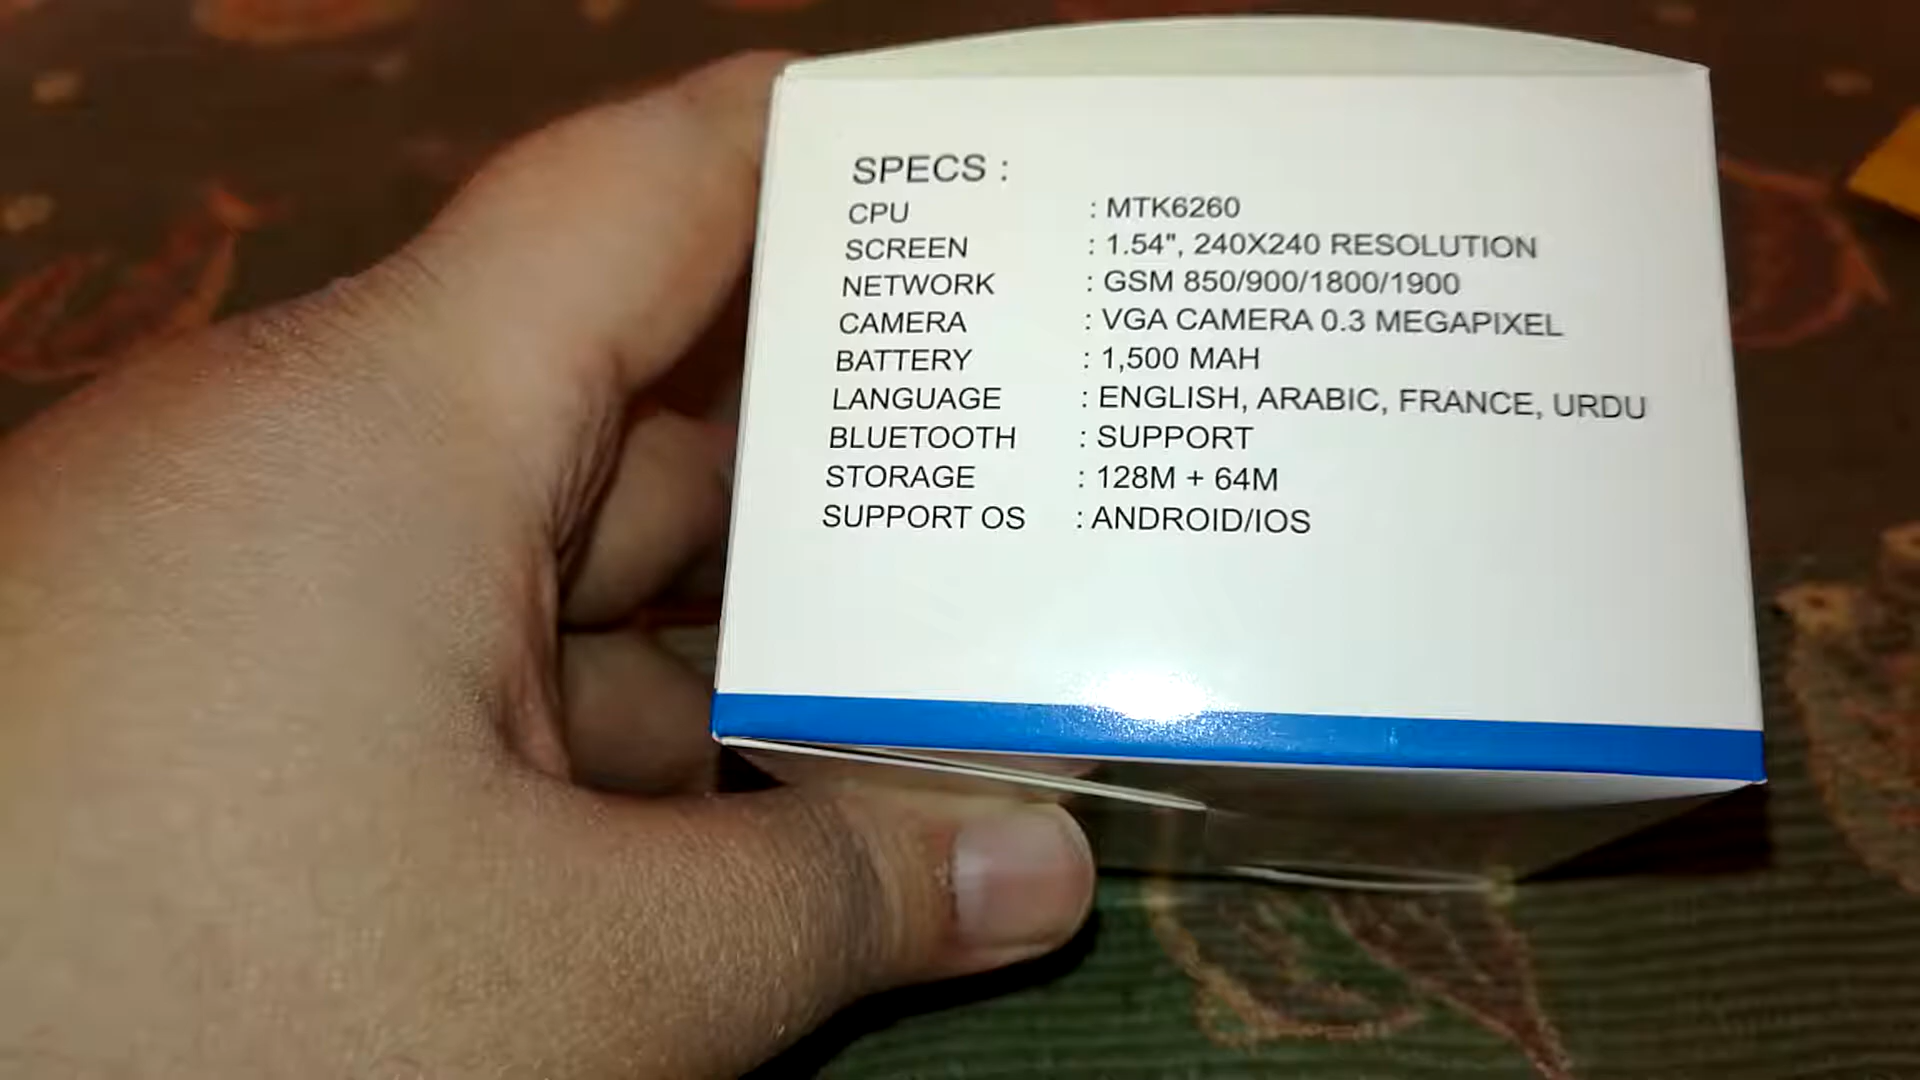 SPECS :
CPU : MTK6260
SCREEN : 1.54", 240X240 RESOLUTION
NETWORK : GSM 850/900/1800/1900
CAMERA : VGA CAMERA 0.3 MEGAPIXEL
BATTERY : 1,500 MAH
LANGUAGE : ENGLISH, ARABIC, FRANCE, URDU
BLUETOOTH : SUPPORT
STORAGE : 128M + 64M
SUPPORT OS : ANDROID/IOS